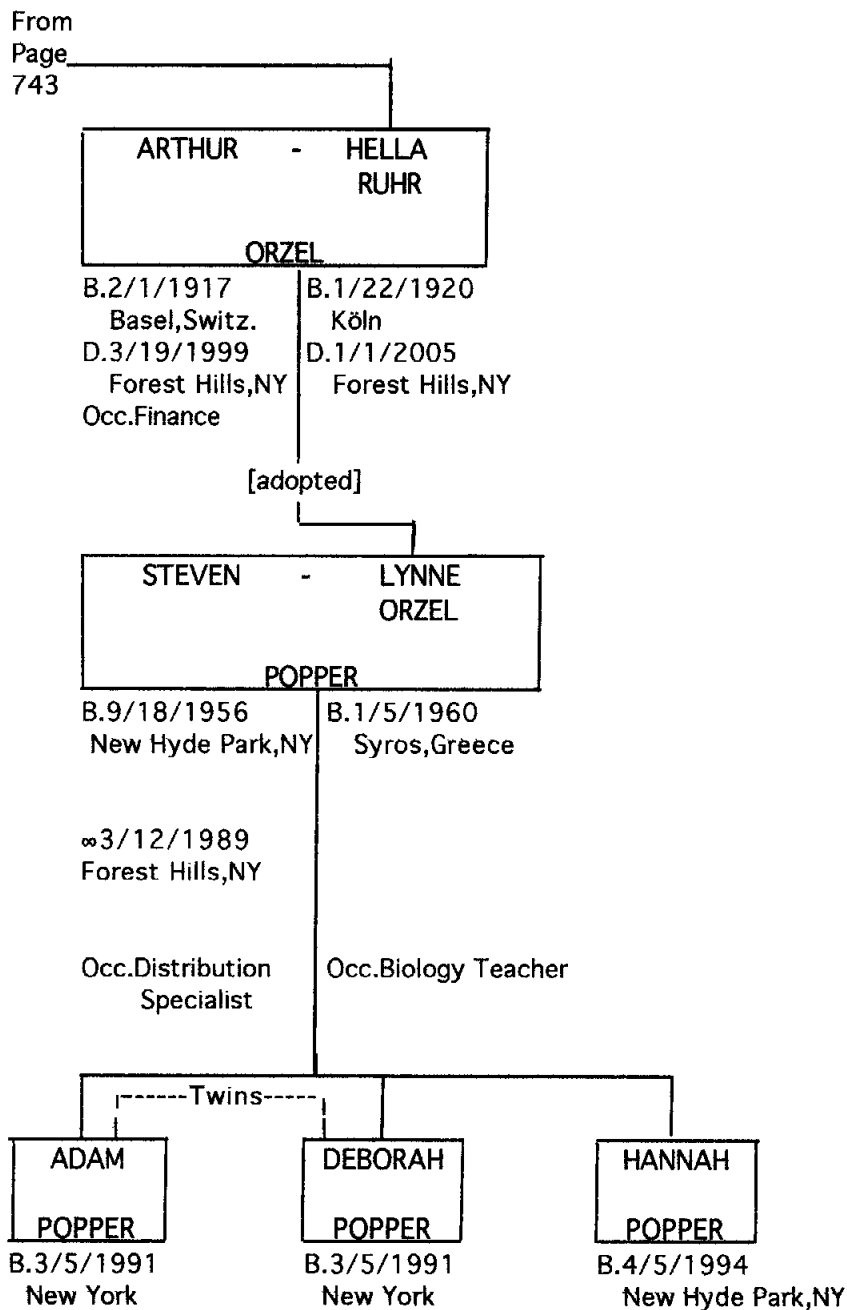 From
Page
743
ARTHUR - HELLA
RUHR
ORZEL
B.2/1/1917 B.1/22/1920
Basel,Switz. Köln
D.3/19/1999 D.1/1/2005
Forest Hills,NY Forest Hills,NY
Occ.Finance
[adopted]
STEVEN - LYNNE
ORZEL
POPPER
B.9/18/1956 B.1/5/1960
New Hyde Park,NY Syros,Greece
∞3/12/1989
Forest Hills,NY
Occ.Distribution Occ.Biology Teacher
Specialist
------Twins-----
ADAM DEBORAH HANNAH
POPPER POPPER POPPER
B.3/5/1991 B.3/5/1991 B.4/5/1994
New York New York New Hyde Park,NY